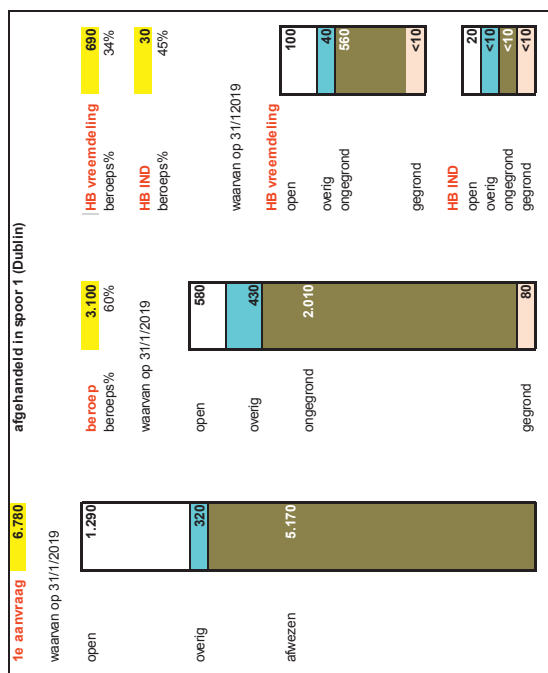 afgehandeld in spoor 1 (Dublin)
1e aanvraag 6.780
waarvan op 31/1/2019
open 1.290
overig 320
afwezen 5.170
beroep 3.100
beroeps% 60%
waarvan op 31/1/2019
open 580
overig 430
ongegrond 2.010
gegrond 80
HB vreemdeling 690
beroeps% 34%
HB IND 30
beroeps% 45%
waarvan op 31/12019
HB vreemdeling
open 100
overig 40
ongegrond 560
gegrond <10
HB IND
open 20
overig <10
ongegrond <10
gegrond <10